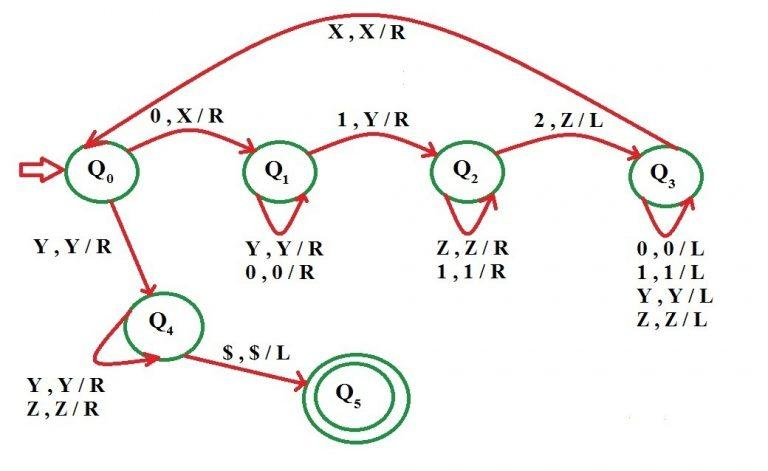 X , X / R
0 , X / R
1 , Y / R
2 , Z / L
Q0
Q1
Q2
Q3
Y , Y / R
Y , Y / R
0 , 0 / R
Z , Z / R
1 , 1 / R
0 , 0 / L
1 , 1 / L
Y , Y / L
Z , Z / L
Q4
$ , $ / L
Y , Y / R
Z , Z / R
Q5